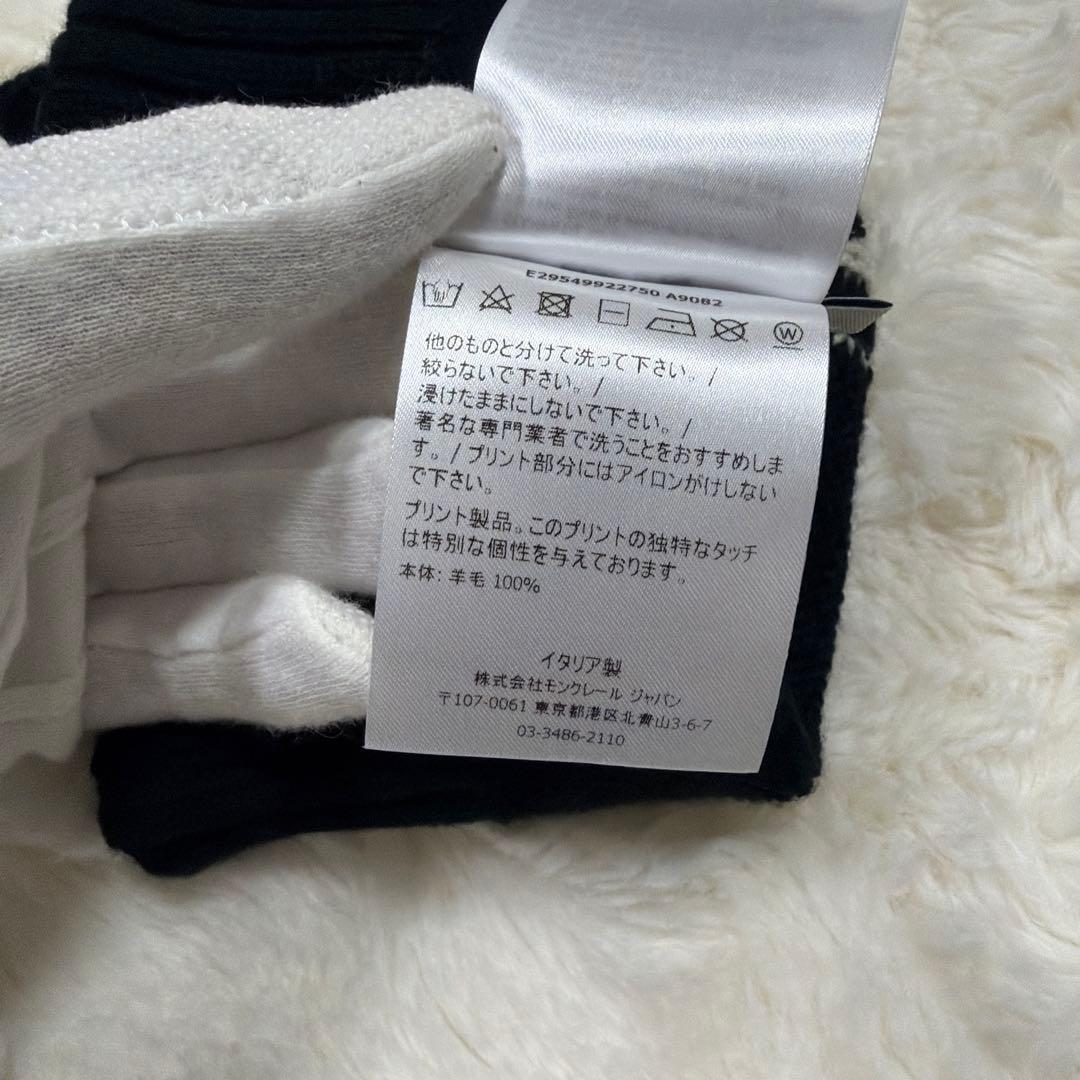 E29549922750 A9082
W
他のものと分けて洗って下さい。/
絞らないで下さい。/
浸けたままにしないで下さい。/
著名な専門業者で洗うことをおすすめしま
す。/ プリント部分にはアイロンがけしない
で下さい。
プリント製品。このプリントの独特なタッチ
は特別な個性を与えております。
本体: 羊毛 100%
イタリア製
株式会社モンクレール ジャパン
〒107-0061 東京都港区北青山3-6-7
03-3486-2110